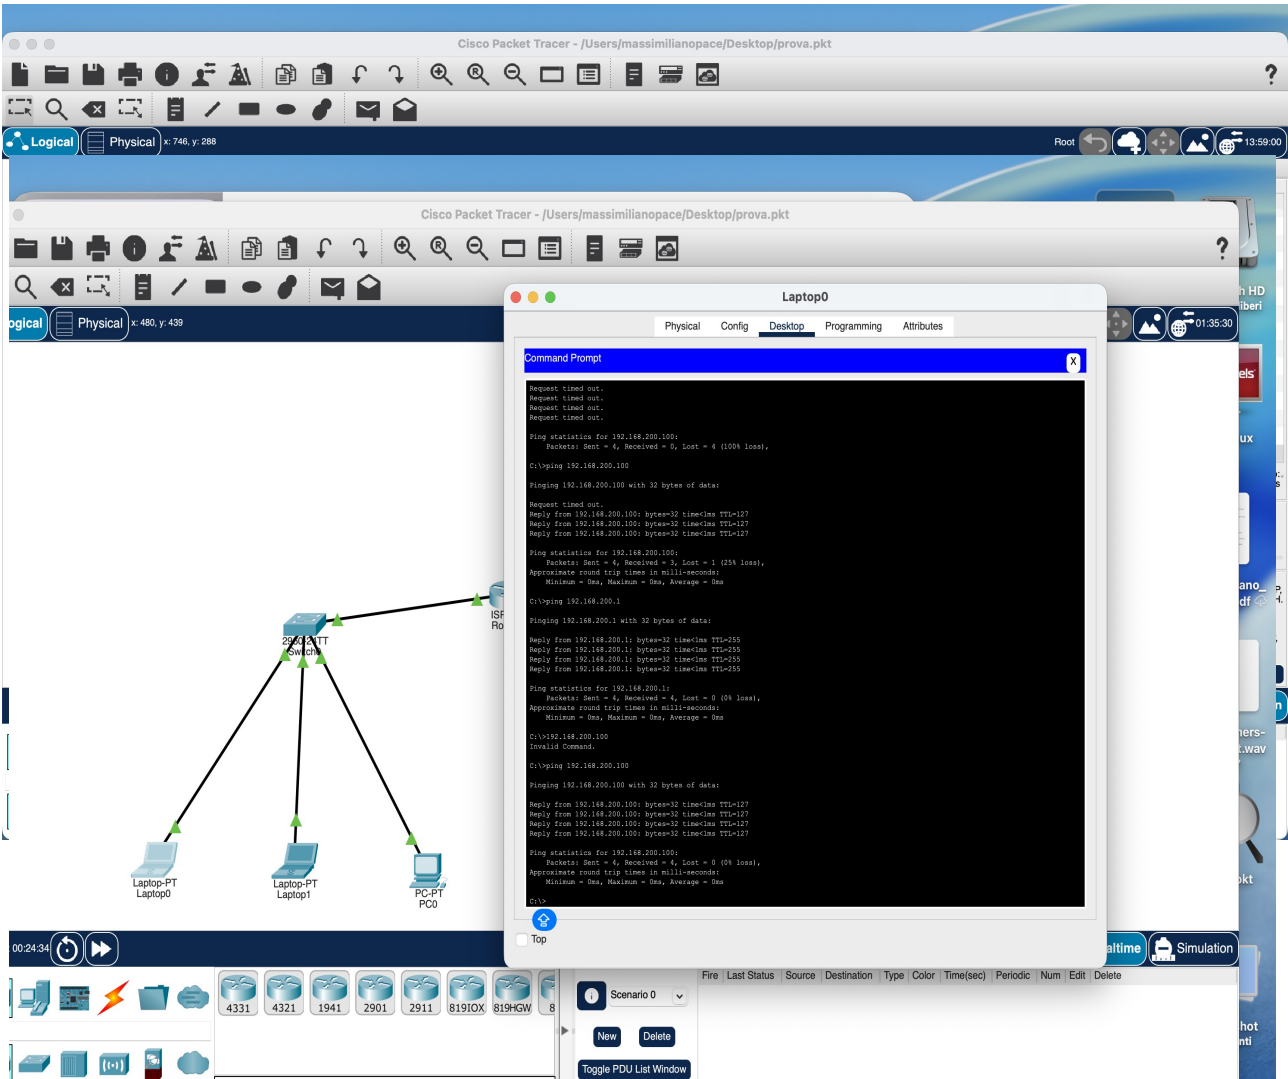 Cisco Packet Tracer - /Users/massimilianopace/Desktop/prova.pkt
?
Logical
Physical
x: 746, y: 288
Root
13:59:00
Cisco Packet Tracer - /Users/massimilianopace/Desktop/prova.pkt
?
ogical
Physical
x: 480, y: 439
01:35:30
Laptop0
Physical Config Desktop Programming Attributes
Command Prompt
X
Request timed out.
Request timed out.
Request timed out.
Request timed out.
Ping statistics for 192.168.200.100:
Packets: Sent = 4, Received = 0, Lost = 4 (100% loss),
C:\>ping 192.168.200.100
Pinging 192.168.200.100 with 32 bytes of data:
Request timed out.
Reply from 192.168.200.100: bytes=32 time<1ms TTL=127
Reply from 192.168.200.100: bytes=32 time<1ms TTL=127
Reply from 192.168.200.100: bytes=32 time<1ms TTL=127
Ping statistics for 192.168.200.100:
Packets: Sent = 4, Received = 3, Lost = 1 (25% loss),
Approximate round trip times in milli-seconds:
Minimum = 0ms, Maximum = 0ms, Average = 0ms
C:\>ping 192.168.200.1
Pinging 192.168.200.1 with 32 bytes of data:
Reply from 192.168.200.1: bytes=32 time<1ms TTL=255
Reply from 192.168.200.1: bytes=32 time<1ms TTL=255
Reply from 192.168.200.1: bytes=32 time<1ms TTL=255
Reply from 192.168.200.1: bytes=32 time<1ms TTL=255
Ping statistics for 192.168.200.1:
Packets: Sent = 4, Received = 4, Lost = 0 (0% loss),
Approximate round trip times in milli-seconds:
Minimum = 0ms, Maximum = 0ms, Average = 0ms
C:\>192.168.200.100
Invalid Command.
C:\>ping 192.168.200.100
Pinging 192.168.200.100 with 32 bytes of data:
Reply from 192.168.200.100: bytes=32 time<1ms TTL=127
Reply from 192.168.200.100: bytes=32 time<1ms TTL=127
Reply from 192.168.200.100: bytes=32 time<1ms TTL=127
Reply from 192.168.200.100: bytes=32 time<1ms TTL=127
Ping statistics for 192.168.200.100:
Packets: Sent = 4, Received = 4, Lost = 0 (0% loss),
Approximate round trip times in milli-seconds:
Minimum = 0ms, Maximum = 0ms, Average = 0ms
C:\>
Top
ISR
Ro
2960-24TT
Switch0
Laptop-PT
Laptop0
Laptop-PT
Laptop1
PC-PT
PC0
h HD
iberi
els
ux
ano_
df
ners-
t.wav
okt
hot
nti
00:24:34
altime
Simulation
4331 4321 1941 2901 2911 819IOX 819HGW 8
Scenario 0
New Delete
Toggle PDU List Window
Fire Last Status Source Destination Type Color Time(sec) Periodic Num Edit Delete